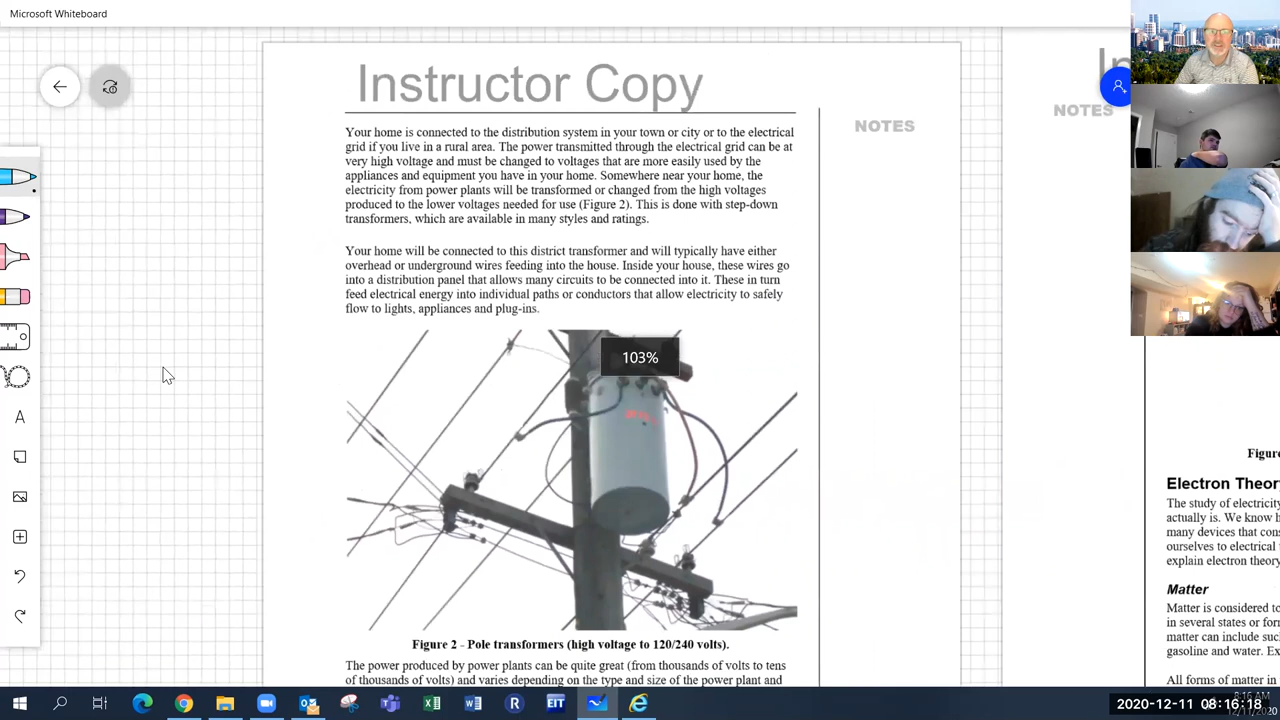 Microsoft Whiteboard
Instructor Copy
In
NOTES
NOTES
Your home is connected to the distribution system in your town or city or to the electrical
grid if you live in a rural area. The power transmitted through the electrical grid can be at
very high voltage and must be changed to voltages that are more easily used by the
appliances and equipment you have in your home. Somewhere near your home, the
electricity from power plants will be transformed or changed from the high voltages
produced to the lower voltages needed for use (Figure 2). This is done with step-down
transformers, which are available in many styles and ratings.
Your home will be connected to this district transformer and will typically have either
overhead or underground wires feeding into the house. Inside your house, these wires go
into a distribution panel that allows many circuits to be connected into it. These in turn
feed electrical energy into individual paths or conductors that allow electricity to safely
flow to lights, appliances and plug-ins.
103%
Figure 2 - Pole transformers (high voltage to 120/240 volts).
The power produced by power plants can be quite great (from thousands of volts to tens
of thousands of volts) and varies depending on the type and size of the power plant and
Figure
Electron Theory
The study of electricity
actually is. We know h
many devices that cons
ourselves to electrical t
explain electron theory
Matter
Matter is considered to
in several states or form
matter can include suc
gasoline and water. Ex
All forms of matter in
A
R
EIT
8:16 AM
2020-12-11 08:16:18